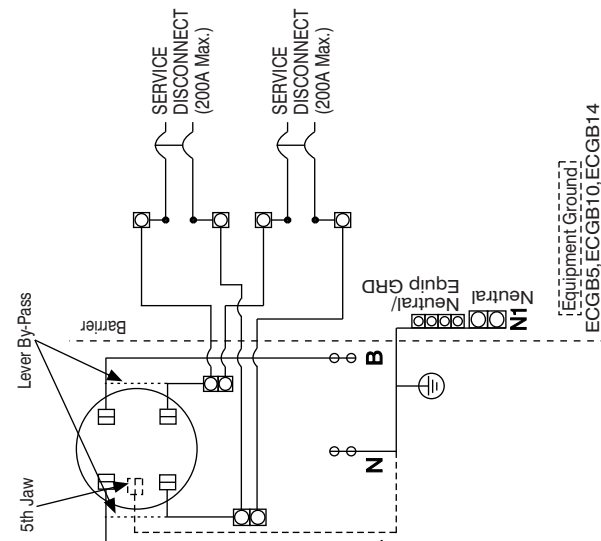 SERVICE
DISCONNECT
(200A Max.)
SERVICE
DISCONNECT
(200A Max.)
Lever By-Pass
Barrier
5th Jaw
Neutral/
Equip GRD
Neutral
N1
B
N
Equipment Ground
ECGB5,ECGB10,ECGB14